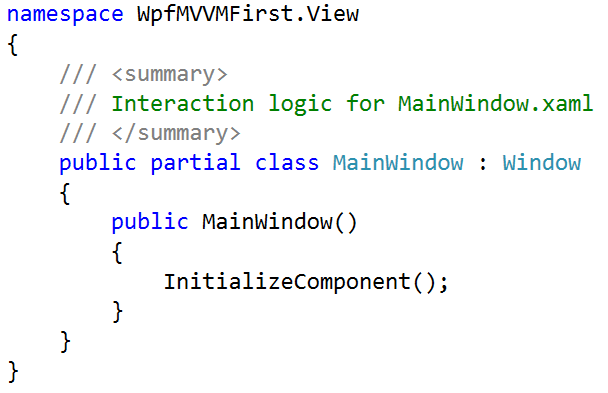 namespace WpfMVVMFirst.View
{
    /// <summary>
    /// Interaction logic for MainWindow.xaml
    /// </summary>
    public partial class MainWindow : Window
    {
        public MainWindow()
        {
            InitializeComponent();
        }
    }
}